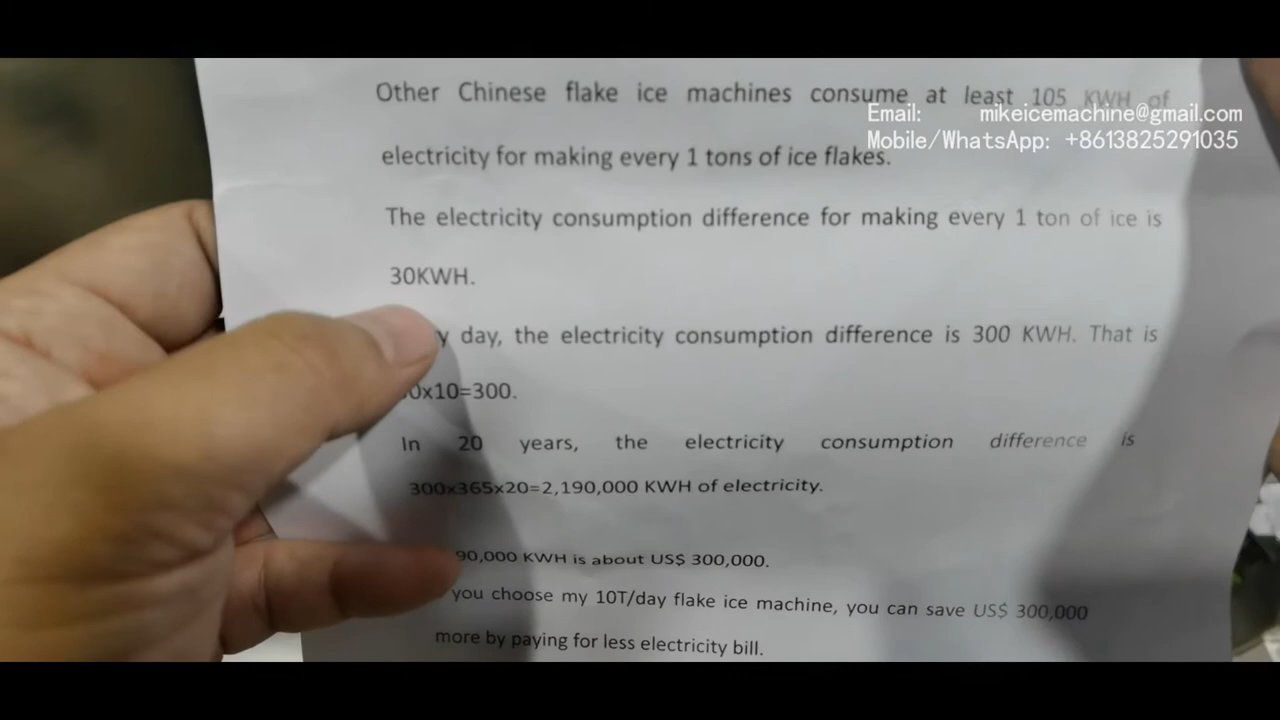 Other Chinese flake ice machines consume at least 105 KWH of
Email: mikeicemachine@gmail.com
Mobile/WhatsApp: +8613825291035
electricity for making every 1 tons of ice flakes.
The electricity consumption difference for making every 1 ton of ice is
30KWH.
y day, the electricity consumption difference is 300 KWH. That is
0x10=300.
In 20 years, the electricity consumption difference is
300x365x20=2,190,000 KWH of electricity.
90,000 KWH is about US$ 300,000.
you choose my 10T/day flake ice machine, you can save US$ 300,000
more by paying for less electricity bill.